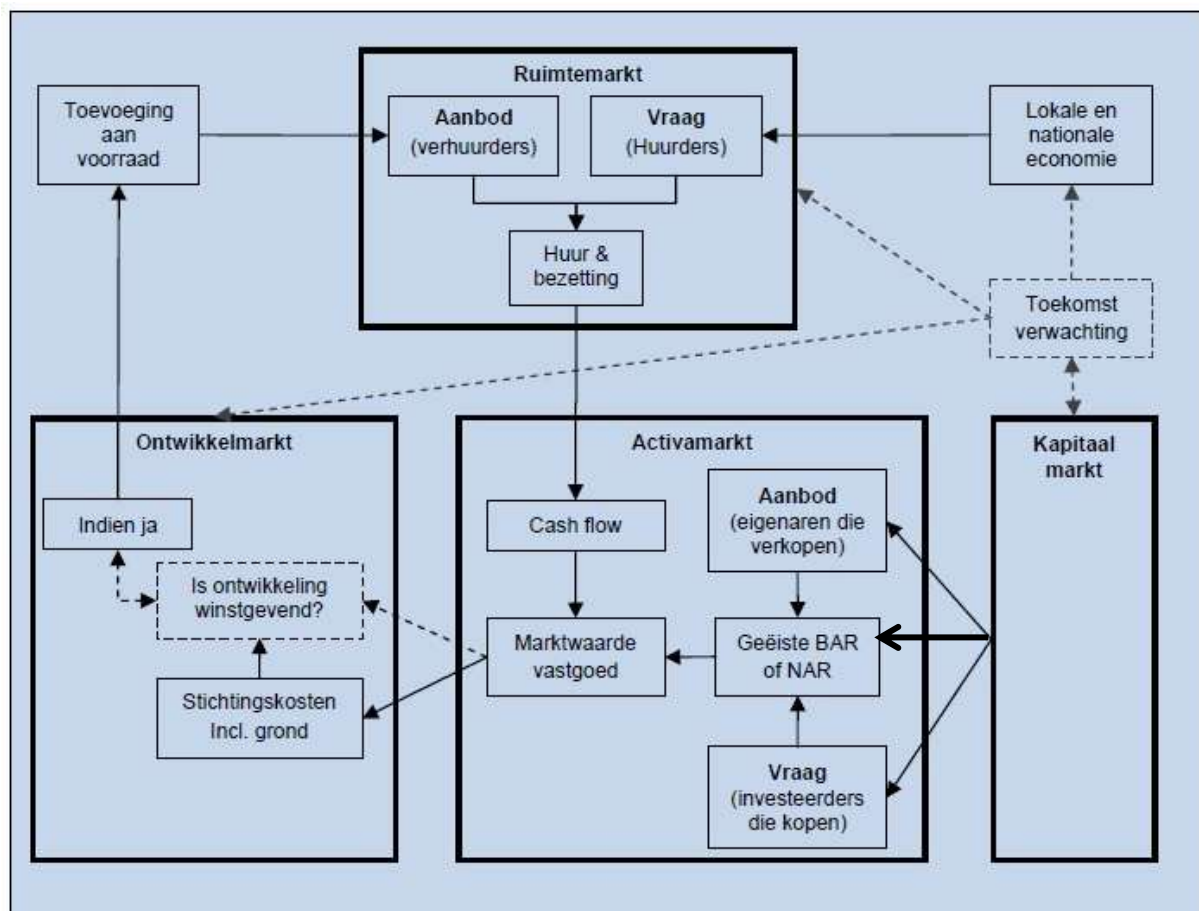 Ruimtemarkt
Toevoeging
aan
voorraad
Aanbod
(verhuurders)
Vraag
(Huurders)
Lokale en
nationale
economie
Huur &
bezetting
Toekomst
verwachting
Ontwikkelmarkt
Indien ja
Is ontwikkeling
winstgevend?
Stichtingskosten
Incl. grond
Activamarkt
Cash flow
Aanbod
(eigenaren die
verkopen)
Marktwaarde
vastgoed
Geëiste BAR
of NAR
Vraag
(investeerders
die kopen)
Kapitaal
markt